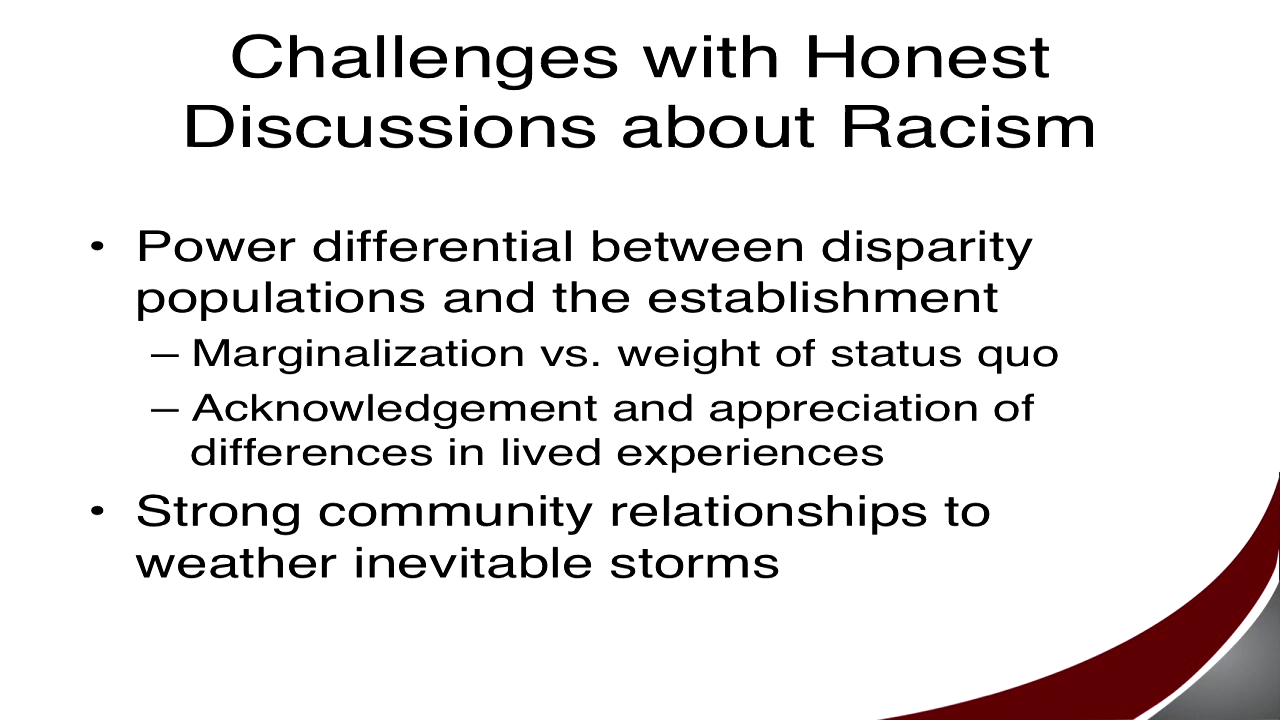 Challenges with Honest
Discussions about Racism
• Power differential between disparity
populations and the establishment
– Marginalization vs. weight of status quo
– Acknowledgement and appreciation of
differences in lived experiences
• Strong community relationships to
weather inevitable storms